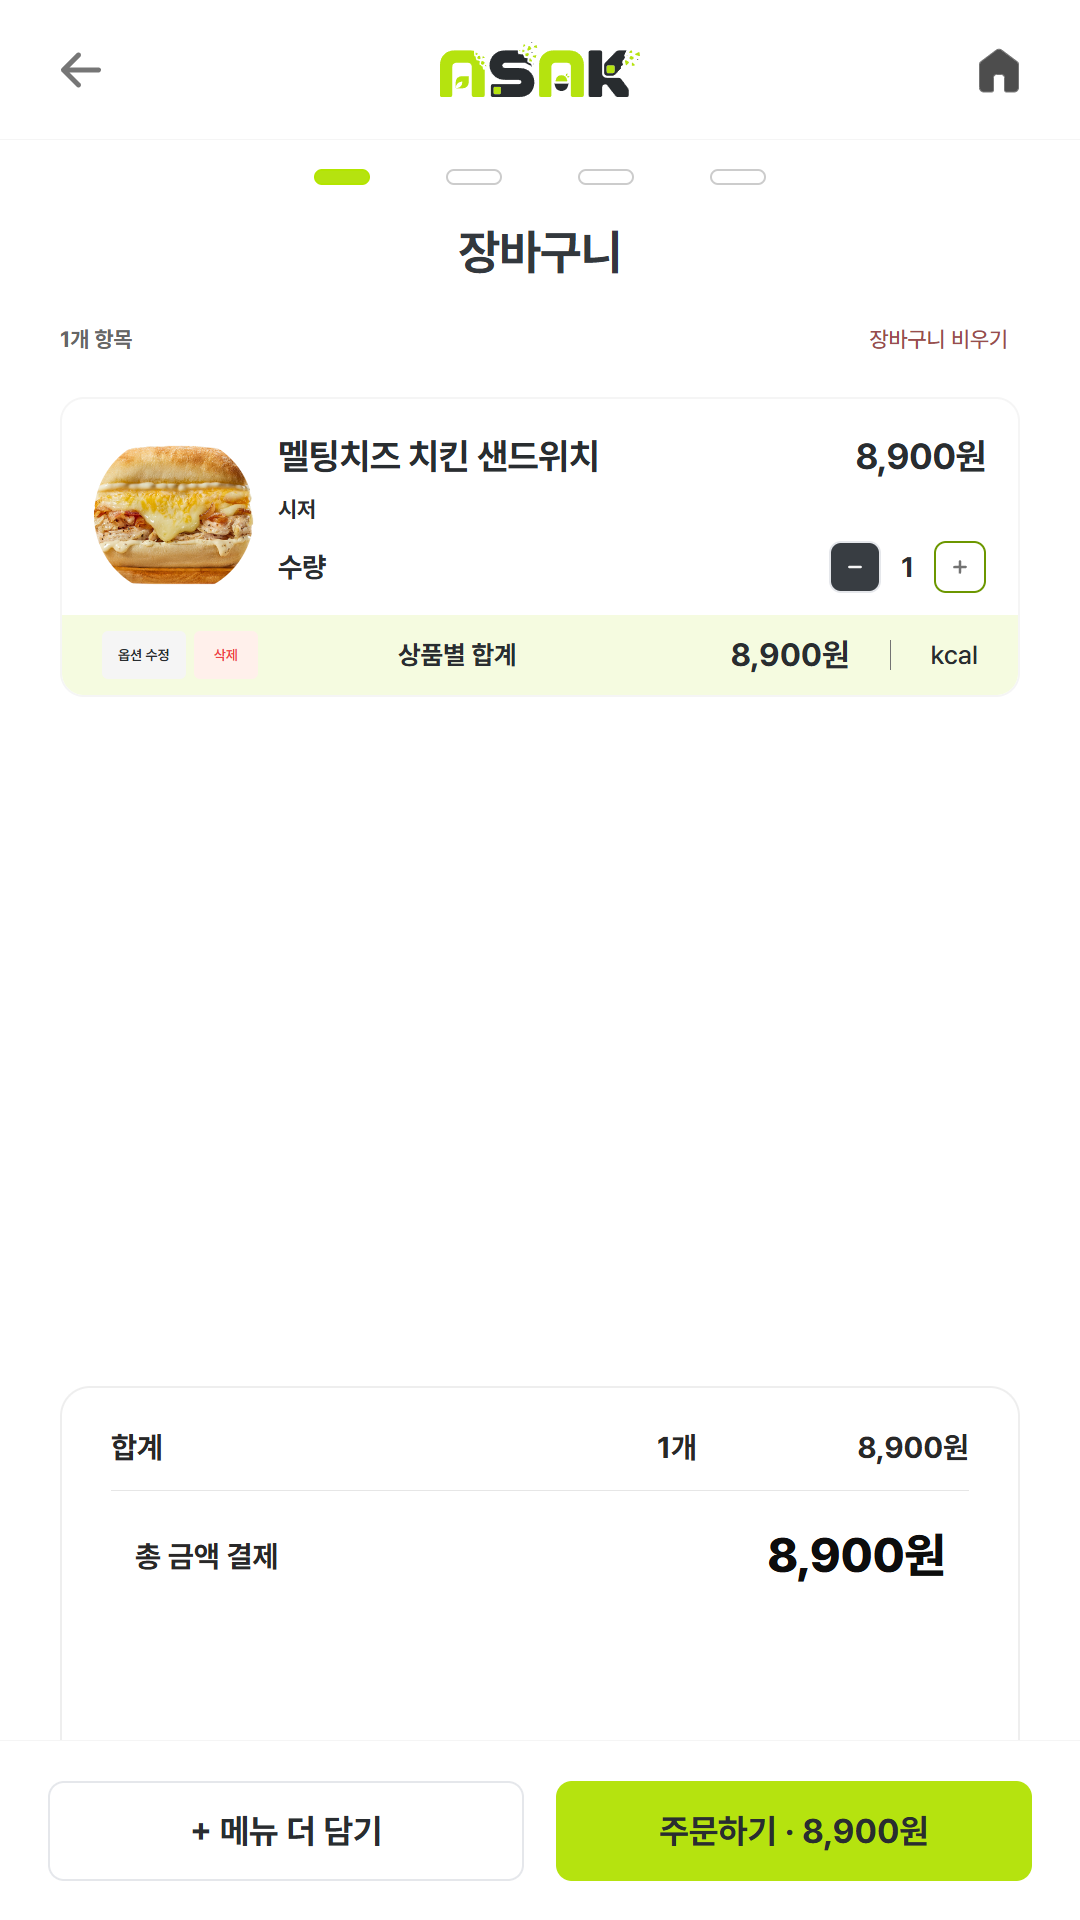 ASAK
장바구니
1개 항목
장바구니 비우기
멜팅치즈 치킨 샌드위치
8,900원
시저
수량
1
옵션 수정
삭제
상품별 합계
8,900원
kcal
합계
1개
8,900원
총 금액 결제
8,900원
+ 메뉴 더 담기
주문하기 · 8,900원